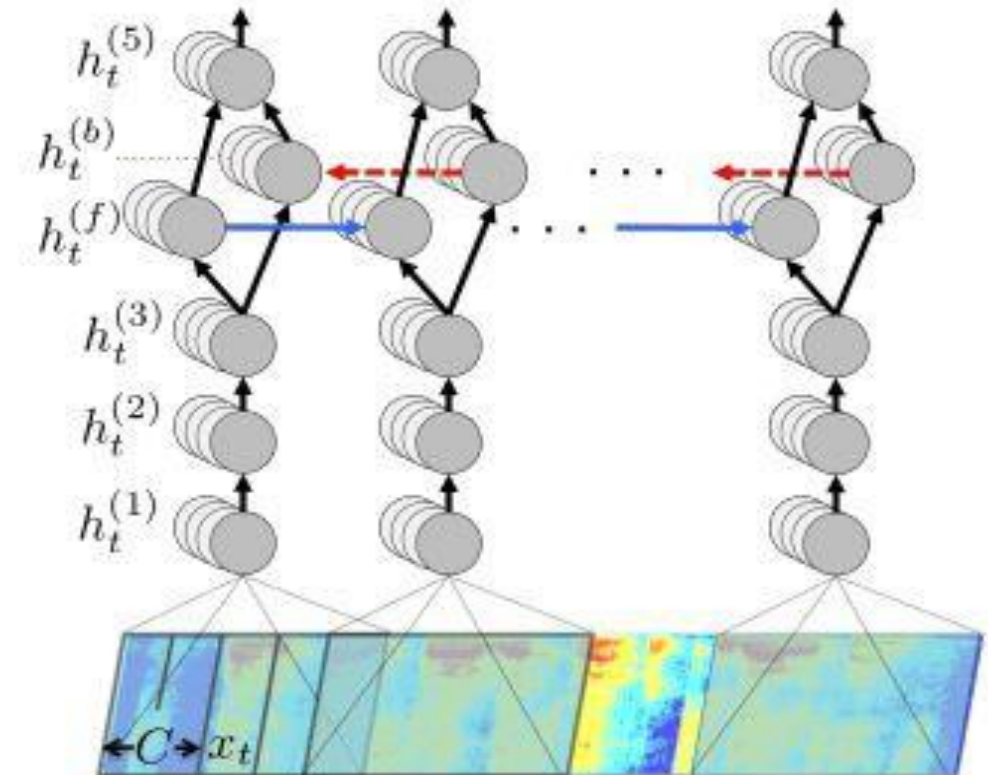 h_t^{(5)}
h_t^{(b)}
. . .
h_t^{(f)}
. . .
h_t^{(3)}
h_t^{(2)}
h_t^{(1)}
C x_t